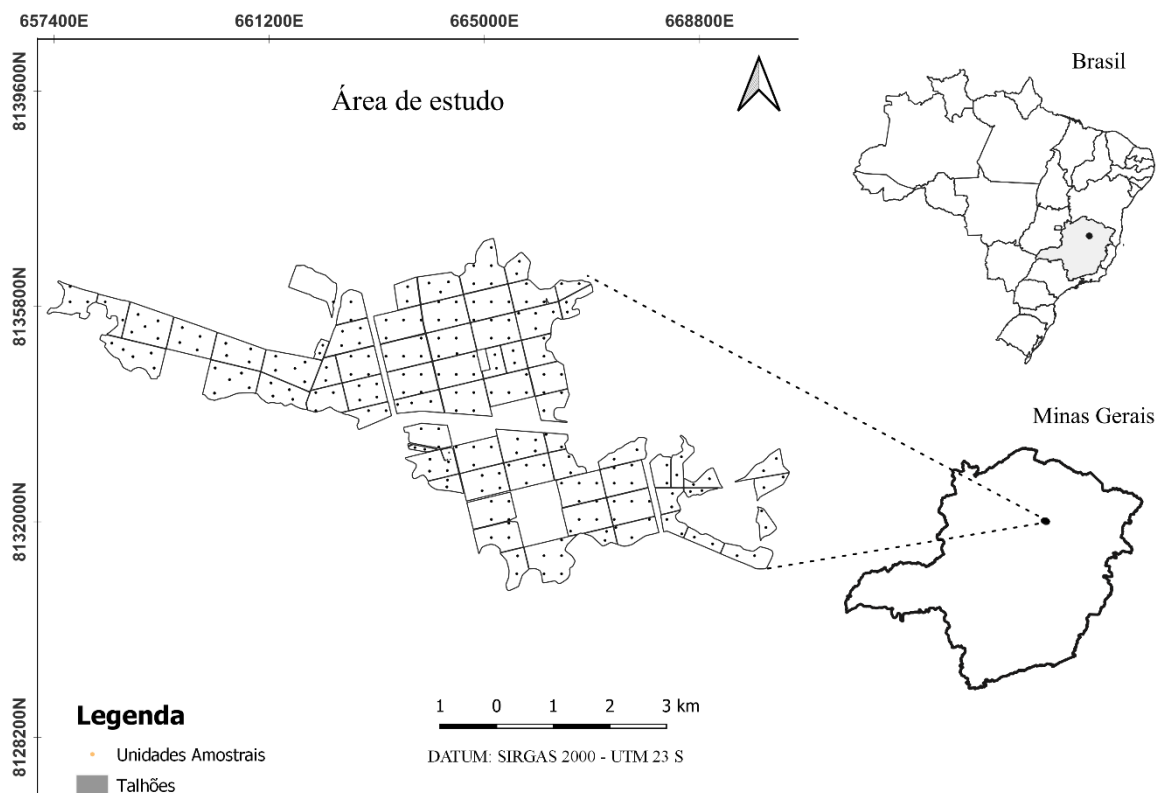 657400E 661200E 665000E 668800E
8139600N
8135800N
8132000N
8128200N
Área de estudo
Brasil
Minas Gerais
Legenda
Unidades Amostrais
Talhões
1 0 1 2 3 km
DATUM: SIRGAS 2000 - UTM 23 S